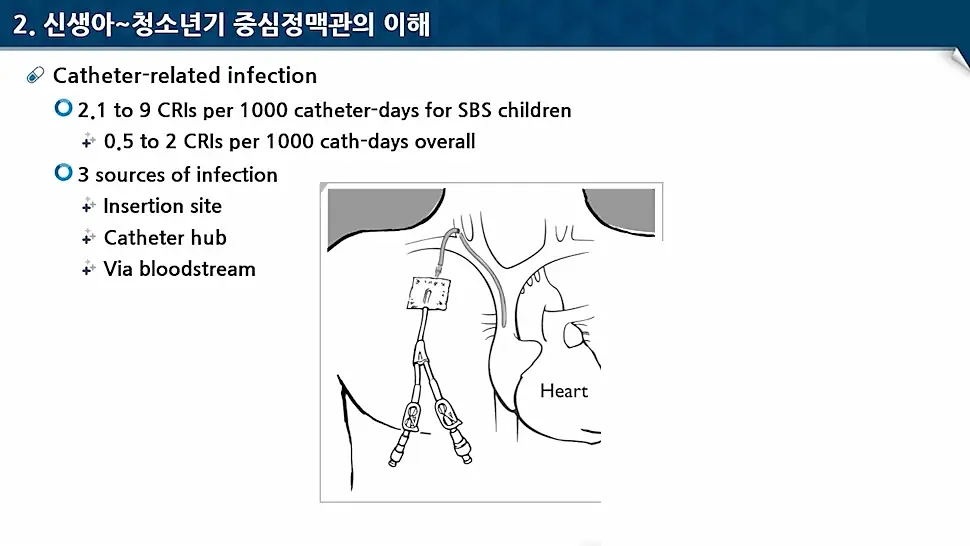 2. 신생아~청소년기 중심정맥관의 이해
Catheter-related infection
2.1 to 9 CRIs per 1000 catheter-days for SBS children
0.5 to 2 CRIs per 1000 cath-days overall
3 sources of infection
Insertion site
Catheter hub
Via bloodstream
Heart